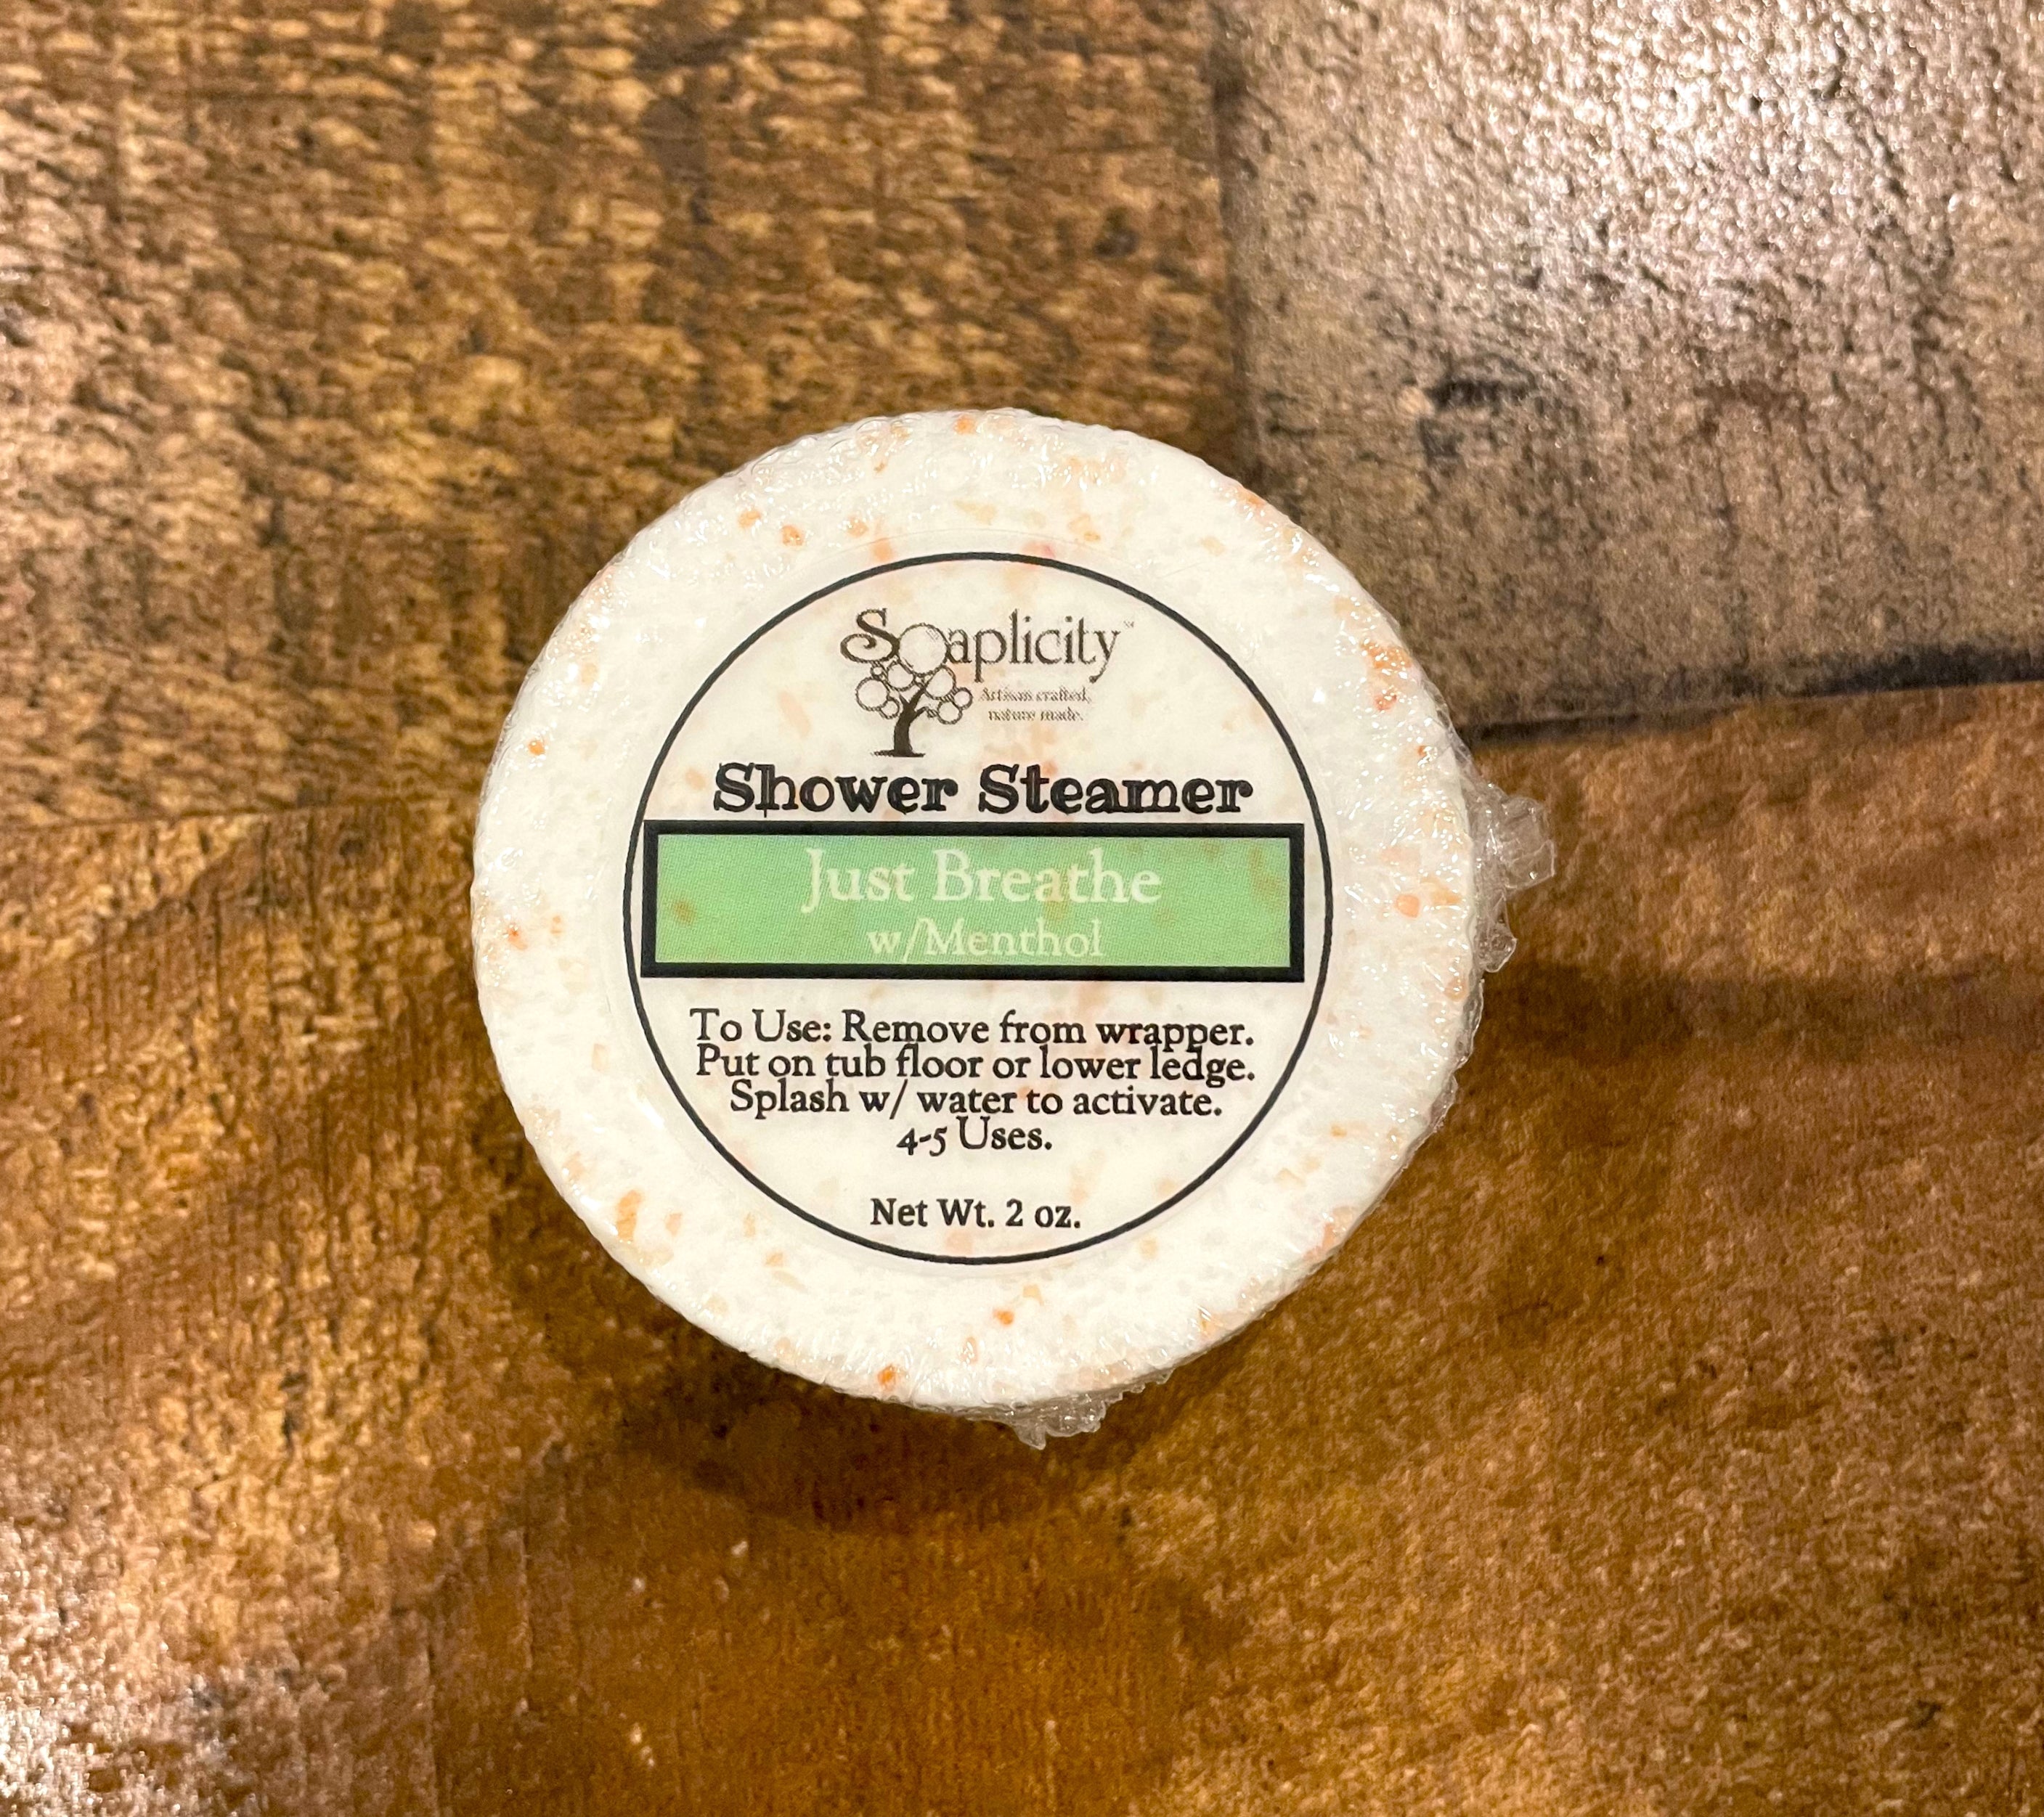 Soaplicity™
Artisan crafted,
nature made.
Shower Steamer
Just Breathe
w/Menthol
To Use: Remove from wrapper.
Put on tub floor or lower ledge.
Splash w/ water to activate.
4-5 Uses.
Net Wt. 2 oz.